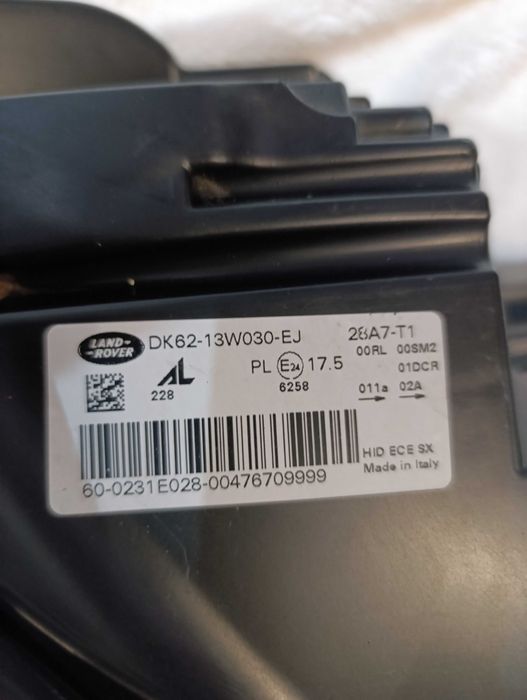 LAND-
ROVER
DK62-13W030-EJ
28A7-T1
AL
228
PL E24 17.5
6258
00RL 00SM2
01DCR
011a 02A
60-0231E028-00476709999
HID ECE SX
Made in Italy